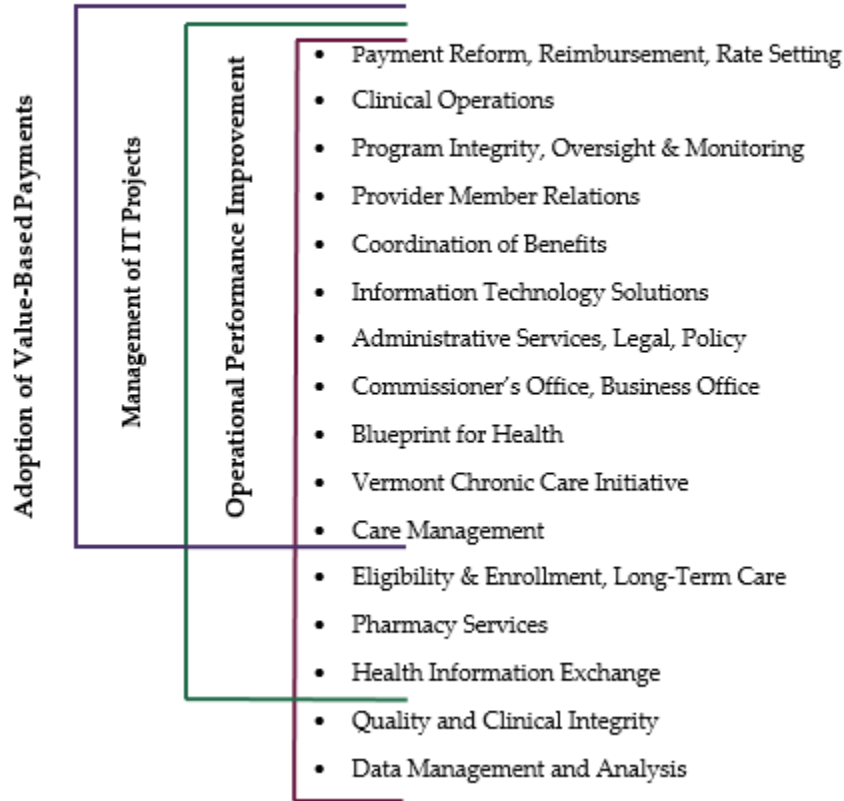 Adoption of Value-Based Payments
Management of IT Projects
Operational Performance Improvement
• Payment Reform, Reimbursement, Rate Setting
• Clinical Operations
• Program Integrity, Oversight & Monitoring
• Provider Member Relations
• Coordination of Benefits
• Information Technology Solutions
• Administrative Services, Legal, Policy
• Commissioner's Office, Business Office
• Blueprint for Health
• Vermont Chronic Care Initiative
• Care Management
• Eligibility & Enrollment, Long-Term Care
• Pharmacy Services
• Health Information Exchange
• Quality and Clinical Integrity
• Data Management and Analysis